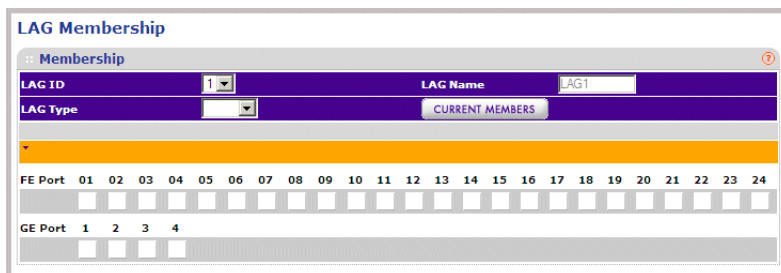 LAG Membership
:: Membership ?
LAG ID 1 LAG Name LAG1
LAG Type CURRENT MEMBERS
FE Port 01 02 03 04 05 06 07 08 09 10 11 12 13 14 15 16 17 18 19 20 21 22 23 24
GE Port 1 2 3 4